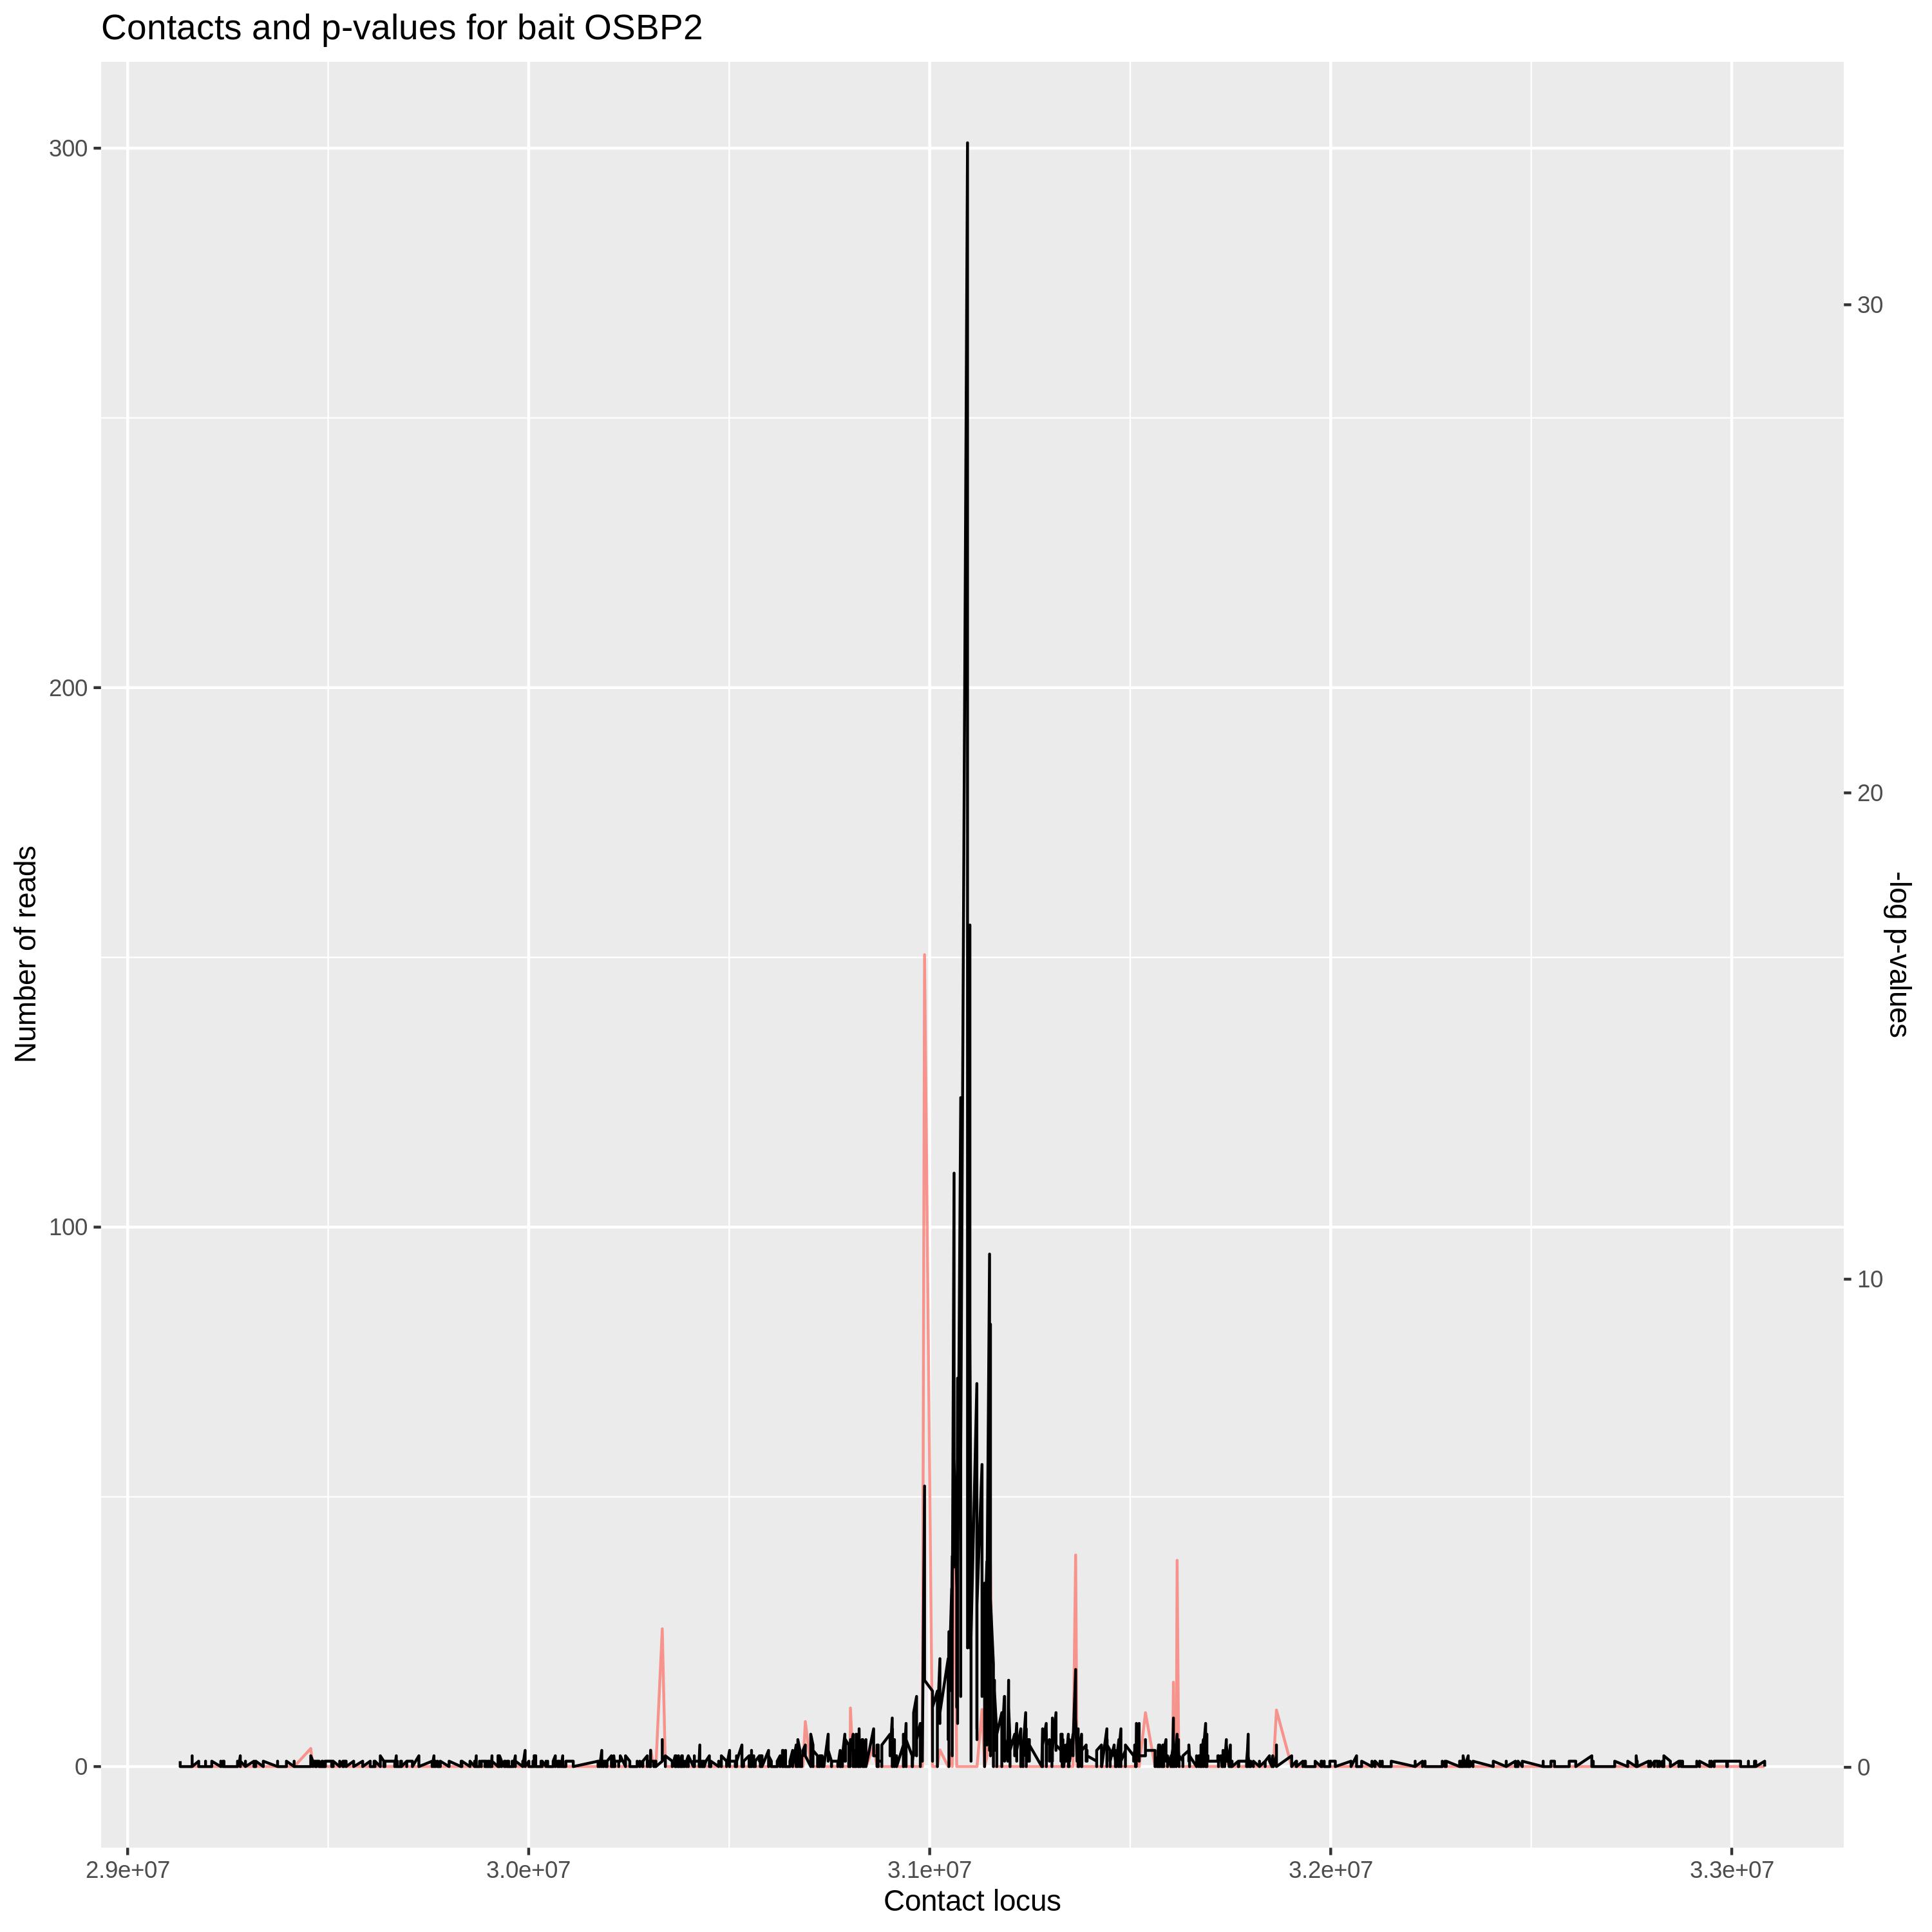 Contacts and p-values for bait OSBP2
300
200
100
0
Number of reads
30
20
10
0
-log p-values
2.9e+07
3.0e+07
3.1e+07
3.2e+07
3.3e+07
Contact locus